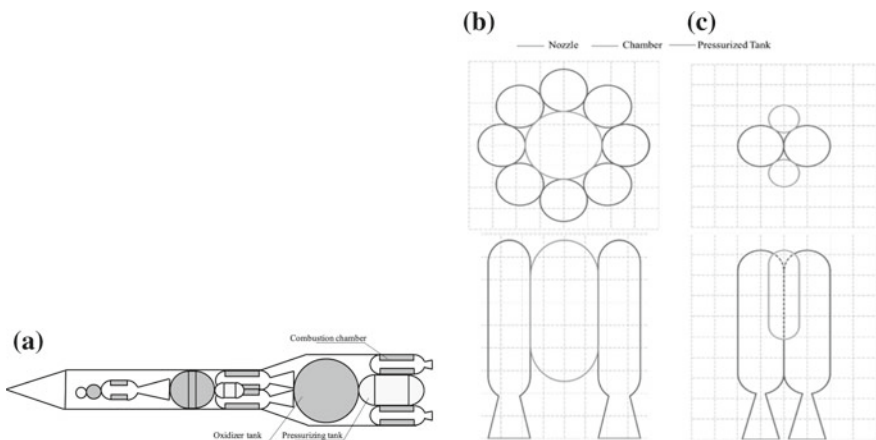 (b)
(c)
Nozzle Chamber Pressurized Tank
(a)
Combustion chamber
Oxidizer tank Pressurizing tank